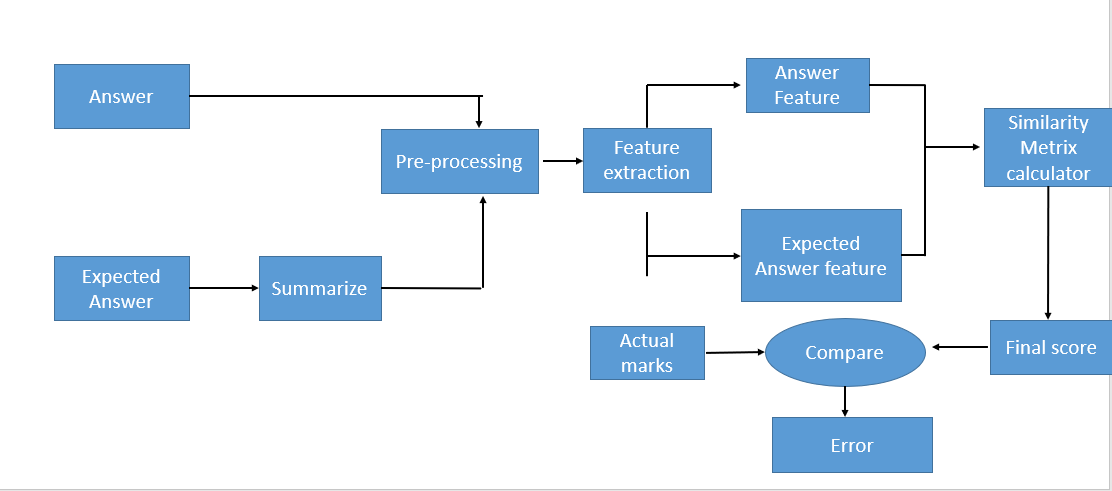 Answer
Feature
Answer
Similarity
Metrix
calculator
Pre-processing
Feature
extraction
Expected
Answer feature
Expected
Answer
Summarize
Actual
marks
Compare
Final score
Error